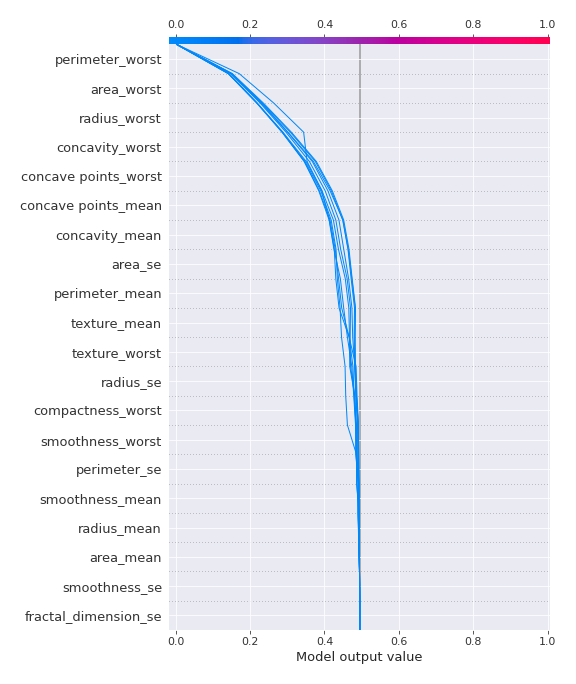 0.0 0.2 0.4 0.6 0.8 1.0
perimeter_worst
area_worst
radius_worst
concavity_worst
concave points_worst
concave points_mean
concavity_mean
area_se
perimeter_mean
texture_mean
texture_worst
radius_se
compactness_worst
smoothness_worst
perimeter_se
smoothness_mean
radius_mean
area_mean
smoothness_se
fractal_dimension_se
0.0 0.2 0.4 0.6 0.8 1.0
Model output value